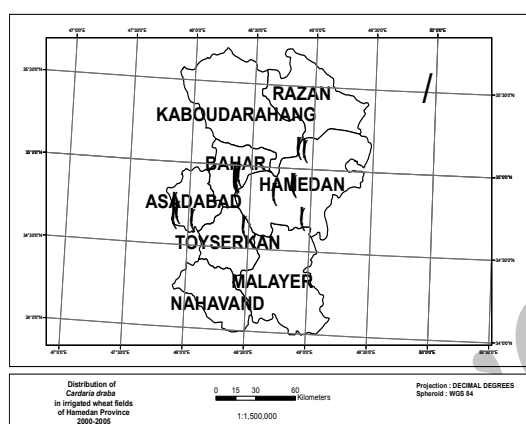 47°0'0"E 47°30'0"E 48°0'0"E 48°30'0"E 49°0'0"E 49°30'0"E 50°0'0"E
35°30'0"N 35°30'0"N
RAZAN
KABOUDARAHANG
36°0'0"N
BAHAR
35°0'0"N
HAMEDAN
ASADABAD
34°30'0"N
TOYSERKAN
34°30'0"N
MALAYER
NAHAVAND
34°0'0"N
34°0'0"N
47°0'0"E 47°30'0"E 48°0'0"E 48°30'0"E 49°0'0"E 49°30'0"E 50°0'0"E 50°30'0"E
Distribution of
Cardaria draba
in irrigated wheat fields
of Hamedan Province
2000-2005
0 15 30 60
Kilometers
1:1,500,000
Projection : DECIMAL DEGREES
Spheroid : WGS 84